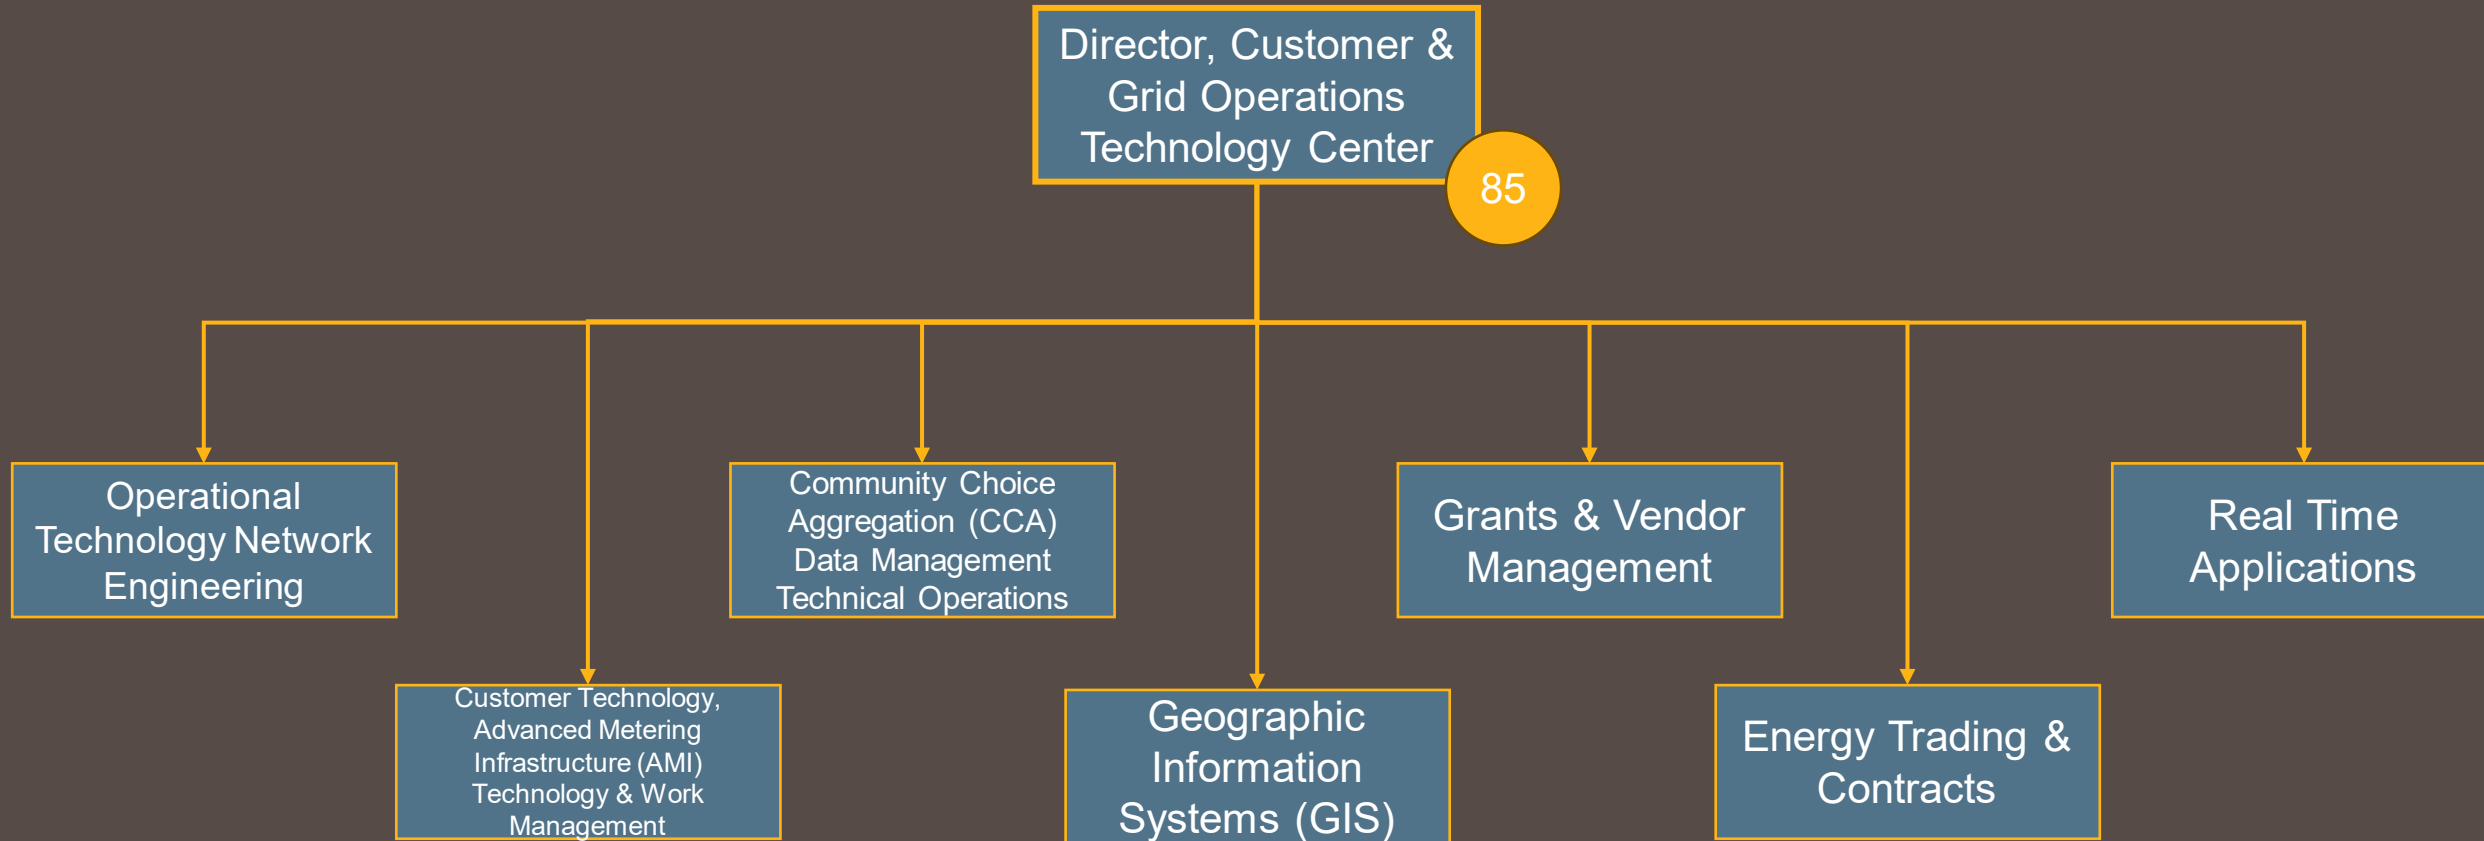 Director, Customer &
Grid Operations
Technology Center
85
Operational
Technology Network
Engineering
Community Choice
Aggregation (CCA)
Data Management
Technical Operations
Grants & Vendor
Management
Real Time
Applications
Customer Technology,
Advanced Metering
Infrastructure (AMI)
Technology & Work
Management
Geographic
Information
Systems (GIS)
Energy Trading &
Contracts